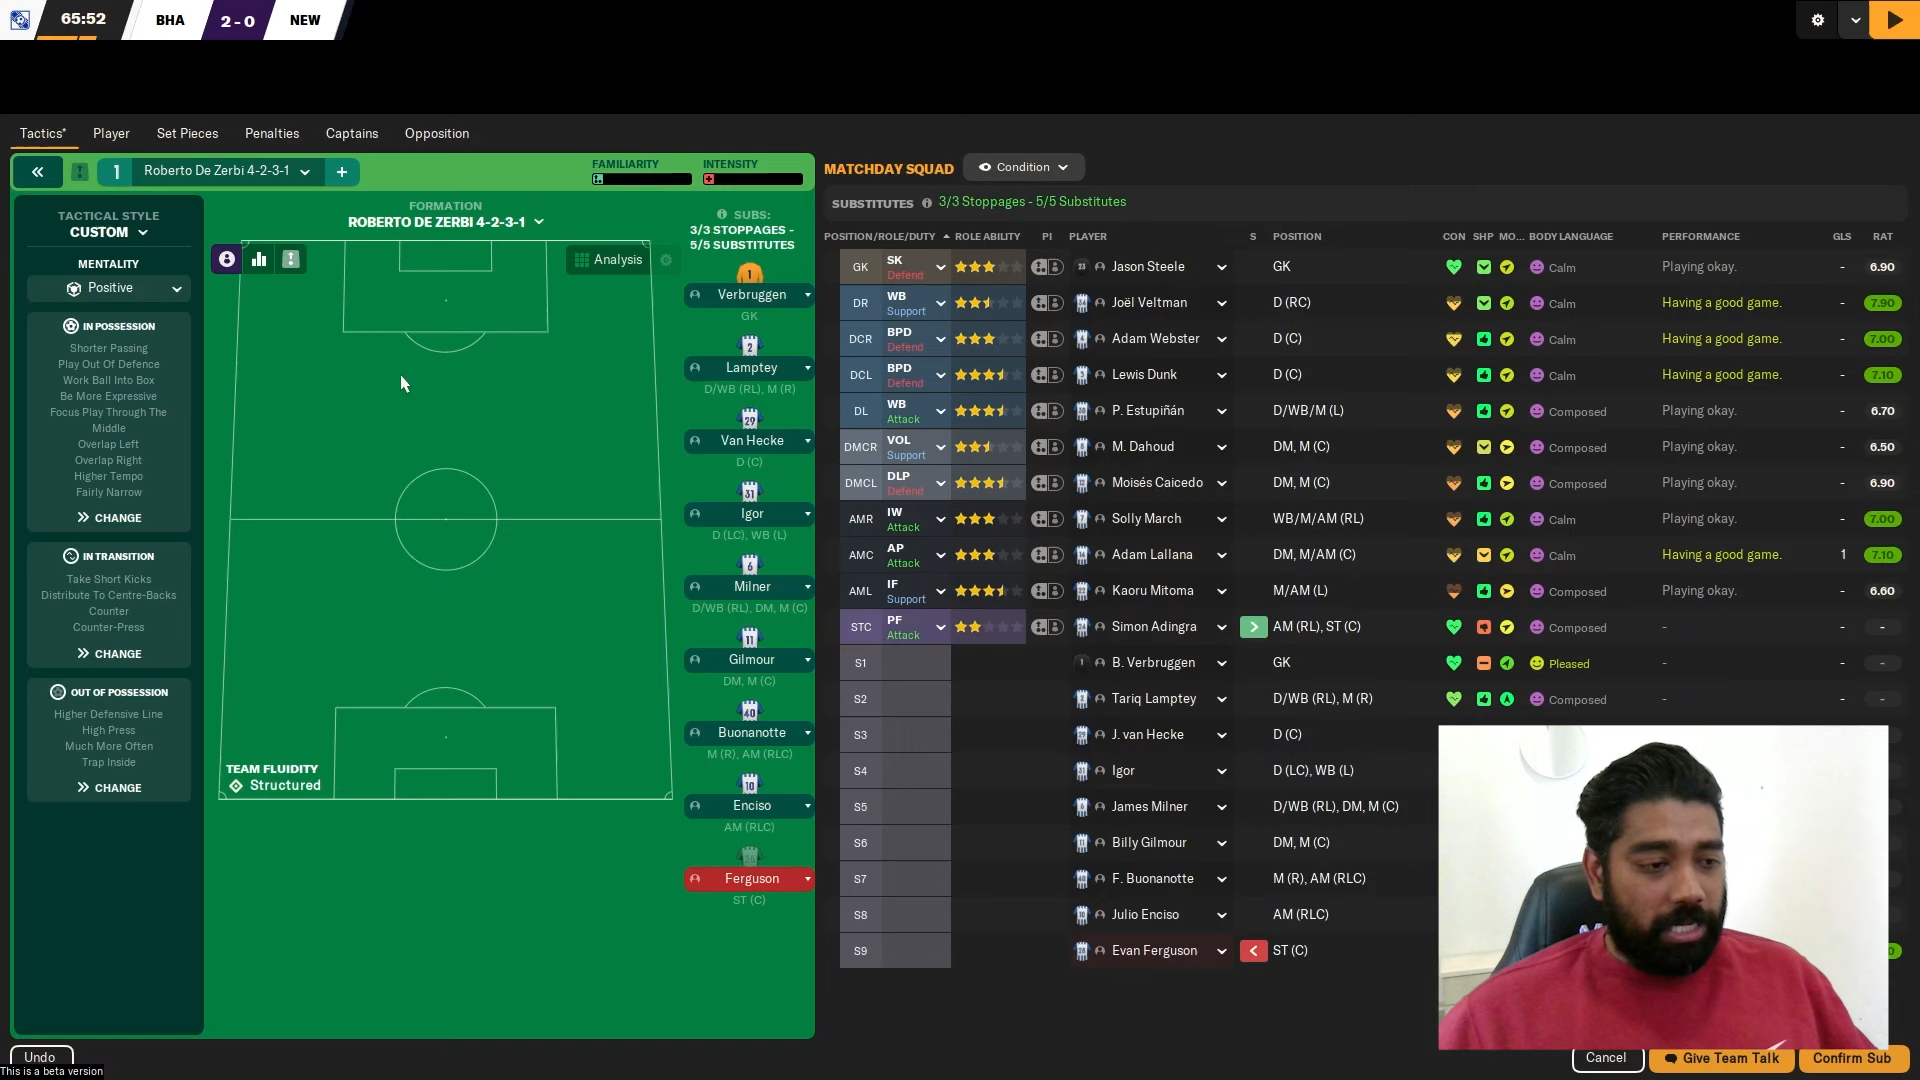 65:52 BHA 2 - 0 NEW
Tactics* Player Set Pieces Penalties Captains Opposition
1 Roberto De Zerbi 4-2-3-1 +
FAMILIARITY INTENSITY
TACTICAL STYLE
CUSTOM
MENTALITY
Positive
IN POSSESSION
Shorter Passing
Play Out Of Defence
Work Ball Into Box
Be More Expressive
Focus Play Through The
Middle
Overlap Left
Overlap Right
Higher Tempo
Fairly Narrow
CHANGE
IN TRANSITION
Take Short Kicks
Distribute To Centre-Backs
Counter
Counter-Press
CHANGE
OUT OF POSSESSION
Higher Defensive Line
High Press
Much More Often
Trap Inside
CHANGE
FORMATION
ROBERTO DE ZERBI 4-2-3-1
Analysis
TEAM FLUIDITY
Structured
SUBS:
3/3 STOPPAGES -
5/5 SUBSTITUTES
1
Verbruggen
GK
2
Lamptey
D/WB (RL), M (R)
29
Van Hecke
D (C)
31
Igor
D (LC), WB (L)
6
Milner
D/WB (RL), DM, M (C)
11
Gilmour
DM, M (C)
40
Buonanotte
M (R), AM (RLC)
10
Enciso
AM (RLC)
Ferguson
ST (C)
MATCHDAY SQUAD Condition
SUBSTITUTES 3/3 Stoppages - 5/5 Substitutes
POSITION/ROLE/DUTY ROLE ABILITY PI PLAYER S POSITION CON SHP MO... BODY LANGUAGE PERFORMANCE GLS RAT
GK SK Defend Jason Steele GK Calm Playing okay. - 6.90
DR WB Support Joël Veltman D (RC) Calm Having a good game. - 7.90
DCR BPD Defend Adam Webster D (C) Calm Having a good game. - 7.00
DCL BPD Defend Lewis Dunk D (C) Calm Having a good game. - 7.10
DL WB Attack P. Estupiñán D/WB/M (L) Composed Playing okay. - 6.70
DMCR VOL Support M. Dahoud DM, M (C) Composed Playing okay. - 6.50
DMCL DLP Defend Moisés Caicedo DM, M (C) Composed Playing okay. - 6.90
AMR IW Attack Solly March WB/M/AM (RL) Calm Playing okay. - 7.00
AMC AP Attack Adam Lallana DM, M/AM (C) Calm Having a good game. 1 7.10
AML IF Support Kaoru Mitoma M/AM (L) Composed Playing okay. - 6.60
STC PF Attack Simon Adingra AM (RL), ST (C) - - -
S1 B. Verbruggen GK Pleased - - -
S2 Tariq Lamptey D/WB (RL), M (R) Composed - - -
S3 J. van Hecke D (C)
S4 Igor D (LC), WB (L)
S5 James Milner D/WB (RL), DM, M (C)
S6 Billy Gilmour DM, M (C)
S7 F. Buonanotte M (R), AM (RLC)
S8 Julio Enciso AM (RLC)
S9 Evan Ferguson ST (C)
Undo Cancel Give Team Talk Confirm Sub
This is a beta version